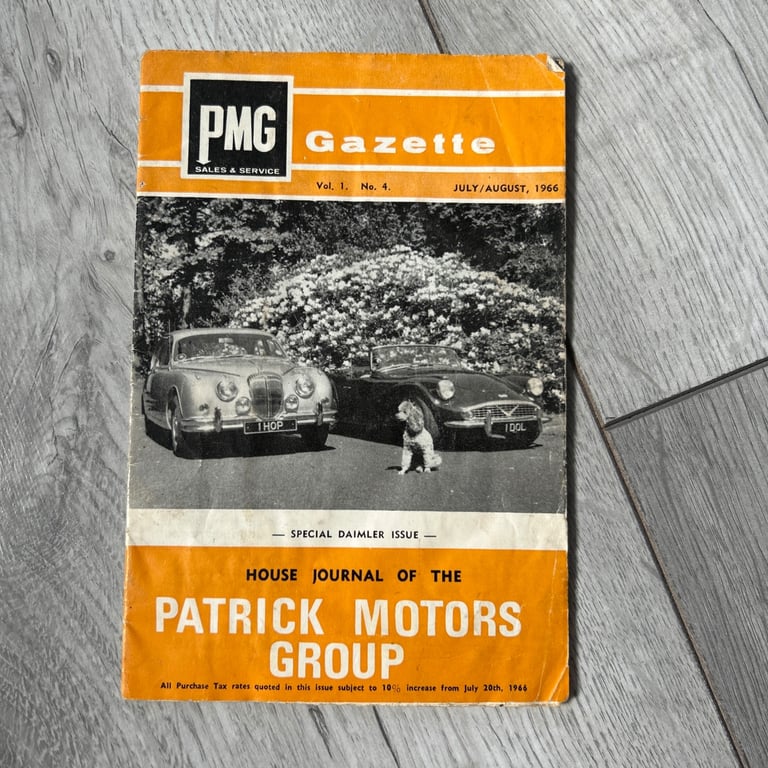 PMG
SALES & SERVICE
Gazette
Vol. 1. No. 4. JULY/AUGUST, 1966
1 HOP
1 DOL
— SPECIAL DAIMLER ISSUE —
HOUSE JOURNAL OF THE
PATRICK MOTORS
GROUP
All Purchase Tax rates quoted in this issue subject to 10% increase from July 20th, 1966